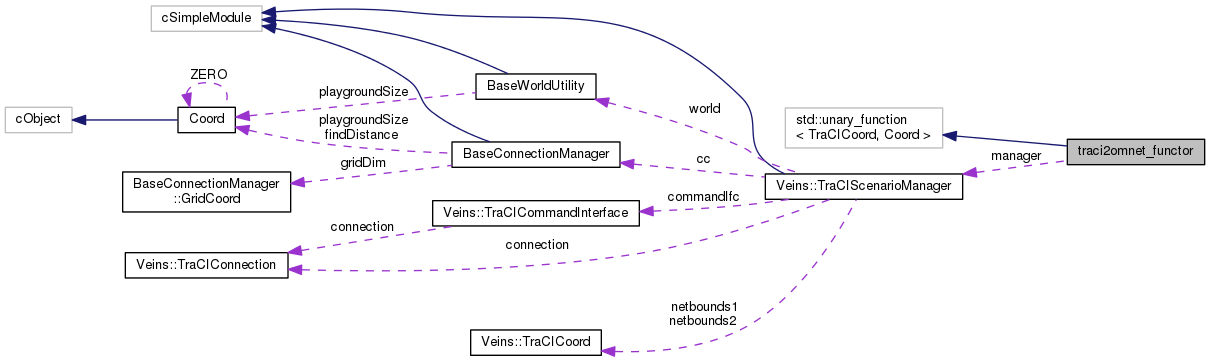 cSimpleModule
ZERO
playgroundSize
BaseWorldUtility
world
cObject
Coord
playgroundSize
findDistance
std::unary_function
< TraCICoord, Coord >
traci2omnet_functor
manager
BaseConnectionManager
cc
gridDim
BaseConnectionManager
::GridCoord
Veins::TraCIScenarioManager
commandIfc
Veins::TraCICommandInterface
connection
connection
Veins::TraCIConnection
netbounds1
netbounds2
Veins::TraCICoord